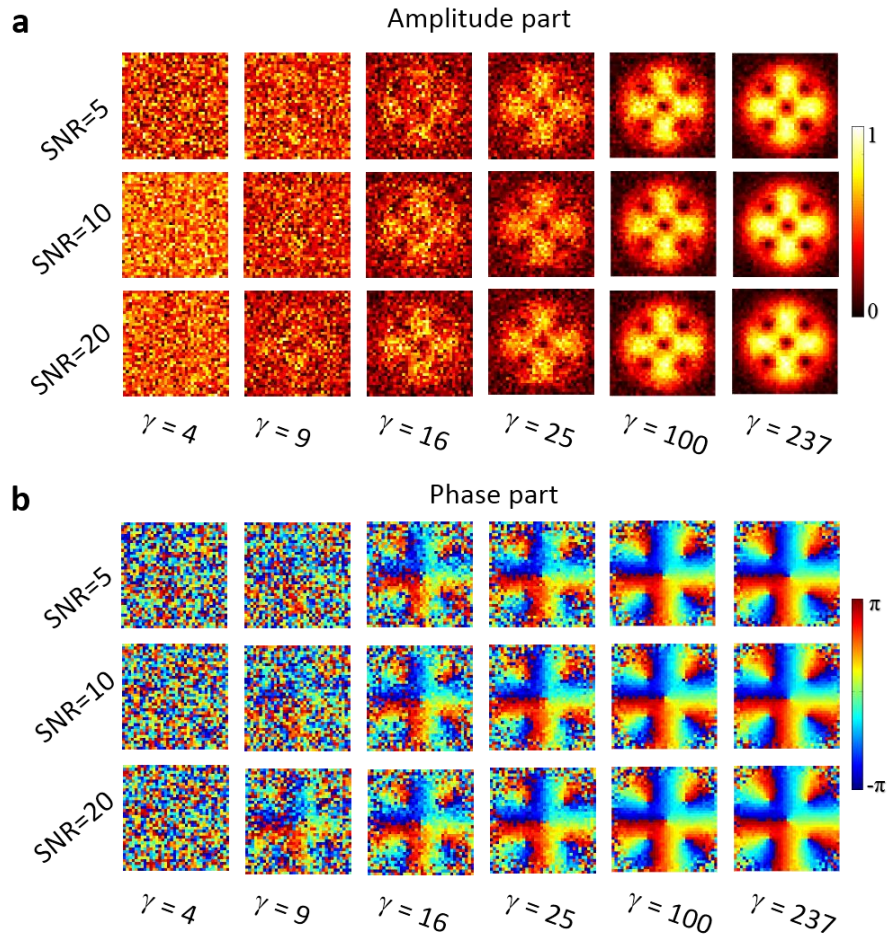 a
Amplitude part
SNR=5
SNR=10
SNR=20
1
0
γ = 4
γ = 9
γ = 16
γ = 25
γ = 100
γ = 237
b
Phase part
SNR=5
SNR=10
SNR=20
π
-π
γ = 4
γ = 9
γ = 16
γ = 25
γ = 100
γ = 237